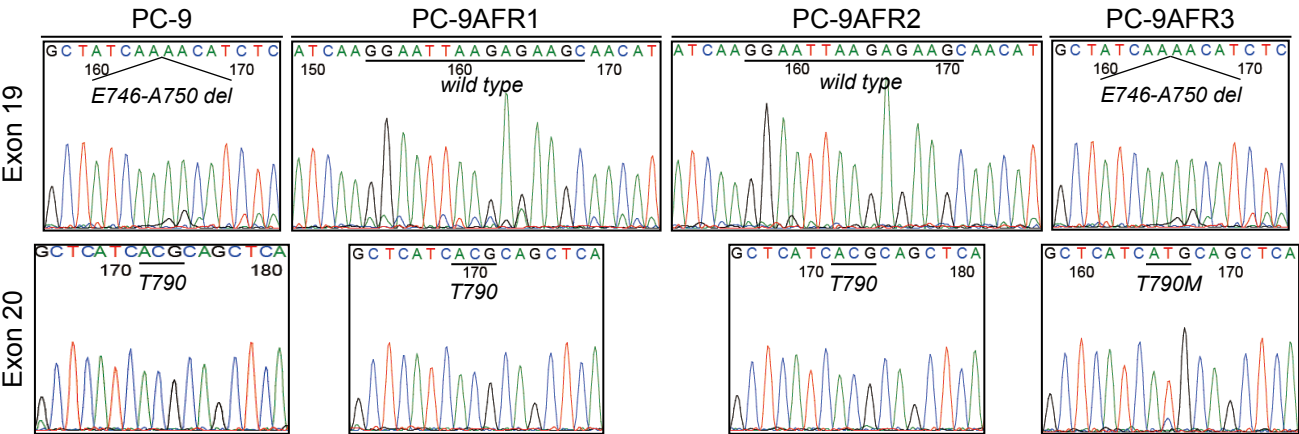 PC-9 PC-9AFR1 PC-9AFR2 PC-9AFR3
Exon 19
GCTATCAAAACATCTC
160 170
E746-A750 del
ATCAAGGAATTAAGAGAAGCAACAT
150 160 170
wild type
ATCAAGGAATTAAGAGAAGCAACAT
160 170
wild type
GCTATCAAAACATCTC
160 170
E746-A750 del
Exon 20
GCTCATCACGCAGCTCA
170 180
T790
GCTCATCACGCAGCTCA
170
T790
GCTCATCACGCAGCTCA
170 180
T790
GCTCATCATGCAGCTCA
160 170
T790M